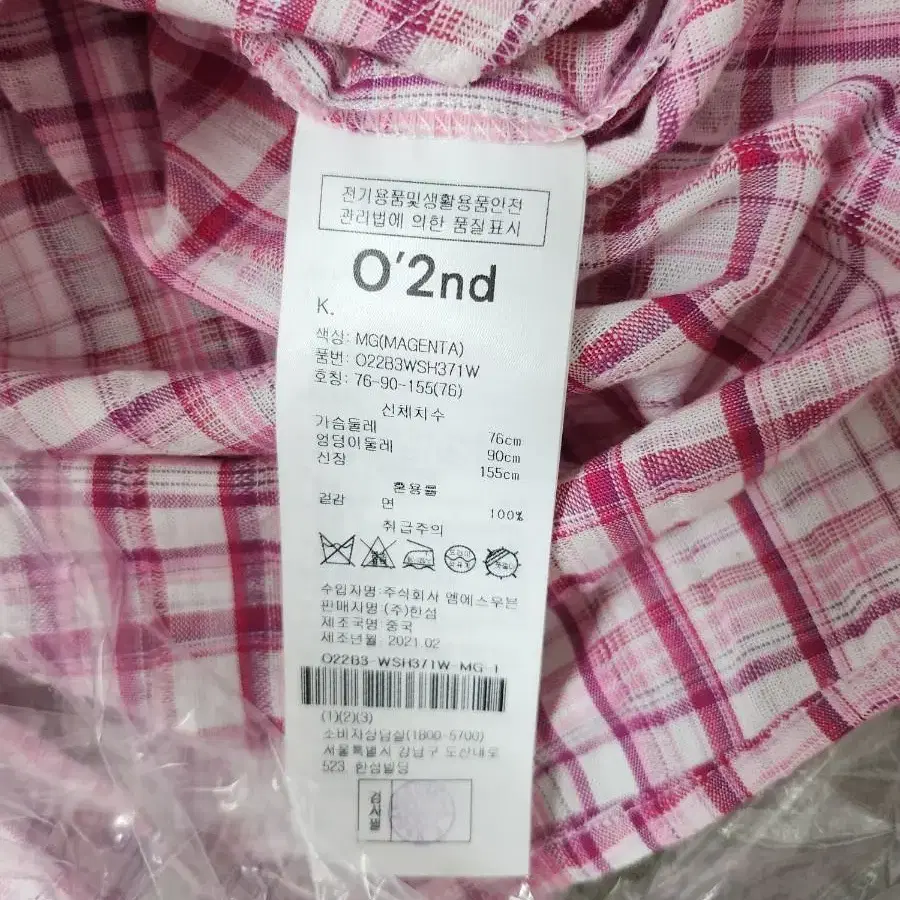 전기용품및생활용품안전
관리법에 의한 품질표시
O'2nd
K.
색상: MG(MAGENTA)
품번: O22B3WSH371W
호칭: 76-90-155(76)
신체치수
가슴둘레 76cm
엉덩이둘레 90cm
신장 155cm
혼용률
겉감 면 100%
취급주의
수입자명:주식회사 엠에스우븐
판매자명:(주)한섬
제조국명:중국
제조년월 2021.02
O22B3-WSH371W-MG-1
(1)(2)(3)
소비자상담실(1800-5700)
서울특별시 강남구 도산대로
523 한섬빌딩
검사필